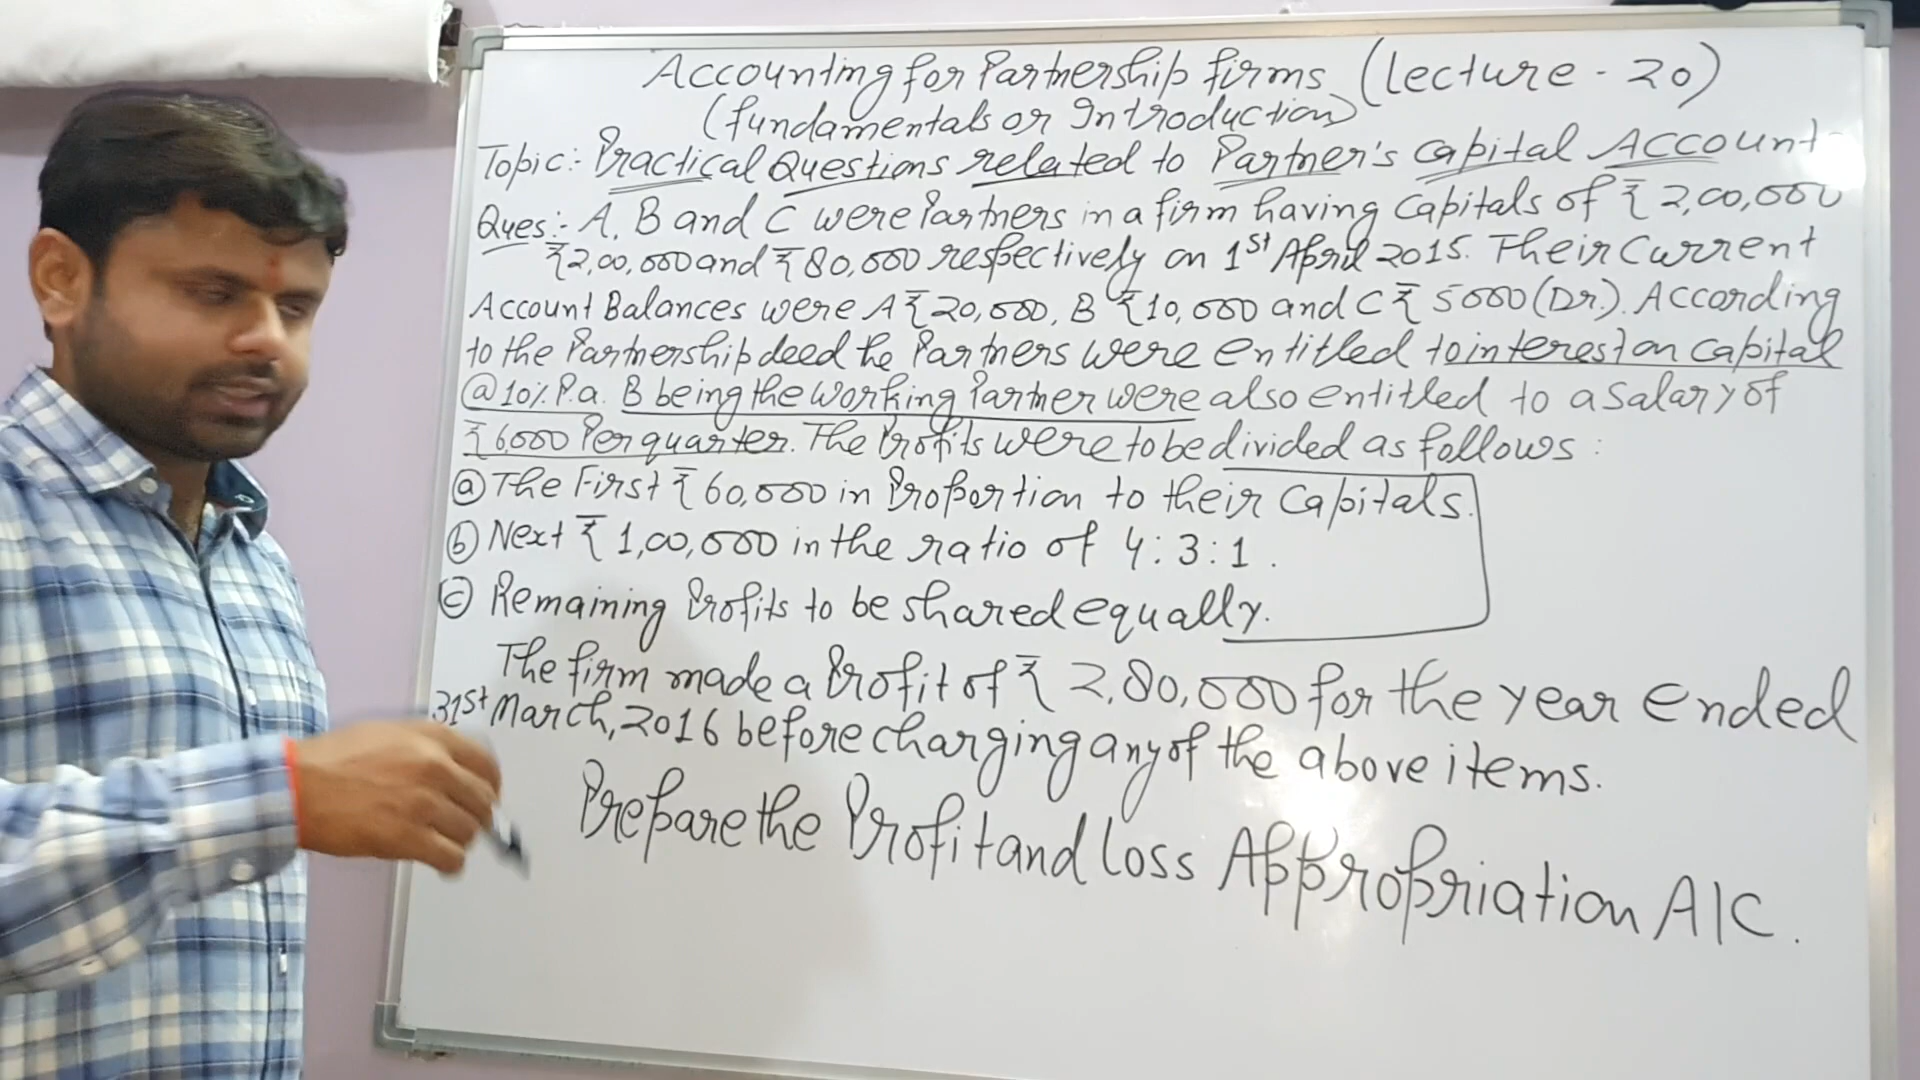 Accounting for Partnership firms (Lecture - 20)
(fundamentals or Introduction)
Topic:- Practical Questions related to Partner's capital Account
Ques:- A, B and C were Partners in a firm having Capitals of ₹ 2,00,000
₹2,00,000 and ₹80,000 respectively on 1st April 2015. Their Current
Account Balances were A ₹20,000, B ₹10,000 and C ₹ 5000 (Dr.). According
to the Partnership deed the Partners were entitled to interest on capital
@ 10% P.a. B being the working Partner were also entitled to a salary of
₹6,000 Per quarter. The Profits were to be divided as follows :
(a) The First ₹60,000 in Proportion to their Capitals.
(b) Next ₹ 1,00,000 in the ratio of 4:3:1.
(c) Remaining Profits to be shared equally.
The firm made a Profit of ₹ 2,80,000 for the year ended
31st March, 2016 before charging any of the above items.
Prepare the Profit and Loss Appropriation A/C.